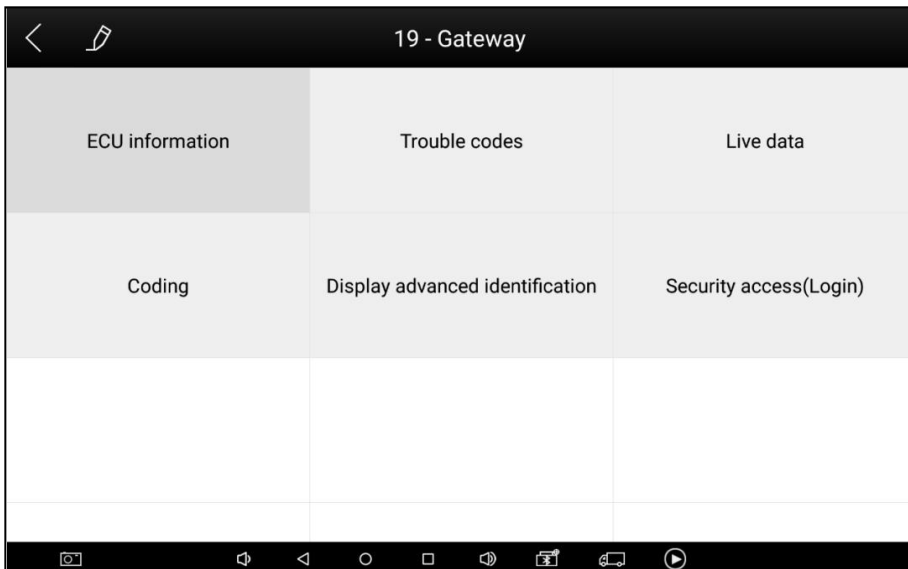 19 - Gateway
ECU information
Trouble codes
Live data
Coding
Display advanced identification
Security access(Login)